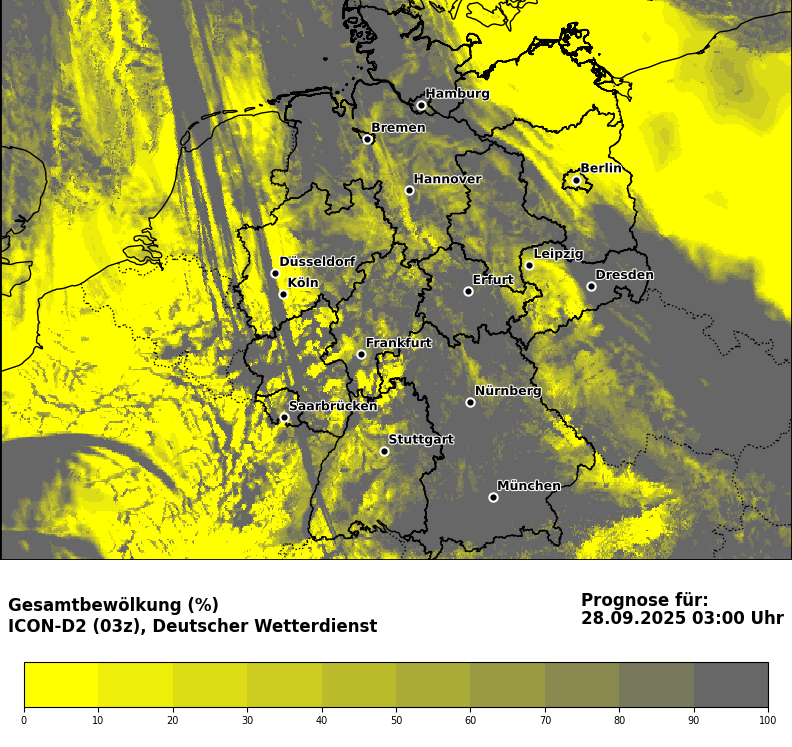 Hamburg
Bremen
Berlin
Hannover
Leipzig
Düsseldorf
Dresden
Erfurt
Köln
Frankfurt
Nürnberg
Saarbrücken
Stuttgart
München
Gesamtbewölkung (%)
ICON-D2 (03z), Deutscher Wetterdienst
Prognose für:
28.09.2025 03:00 Uhr
0 10 20 30 40 50 60 70 80 90 100